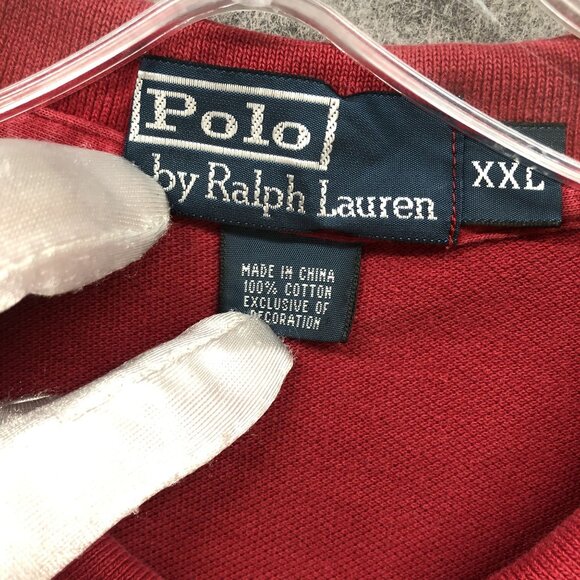 Polo
by Ralph Lauren
XXL
MADE IN CHINA
100% COTTON
EXCLUSIVE OF
DECORATION